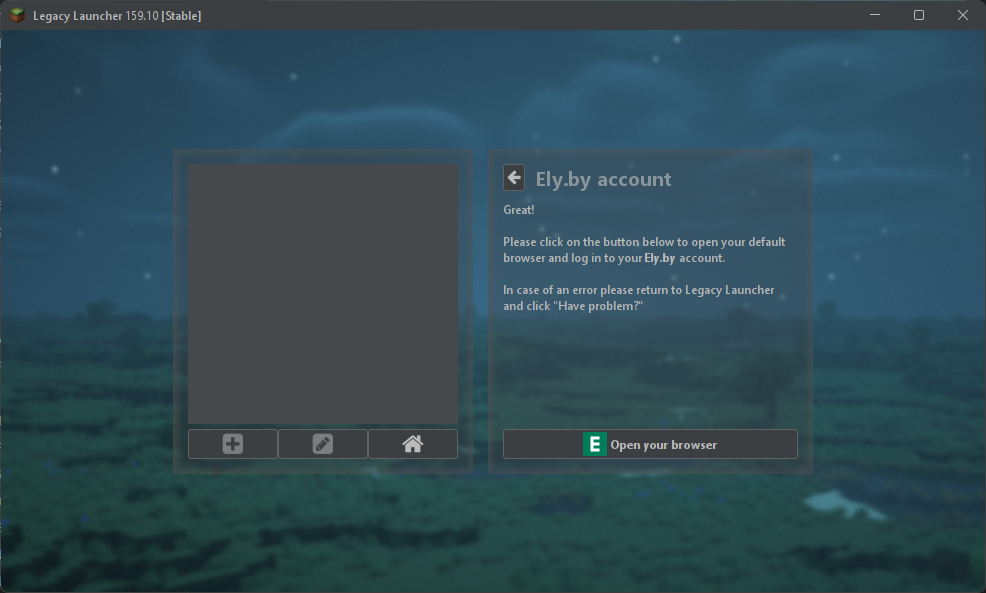 Legacy Launcher 159.10 [Stable]
Ely.by account
Great!
Please click on the button below to open your default
browser and log in to your Ely.by account.
In case of an error please return to Legacy Launcher
and click "Have problem?"
E Open your browser